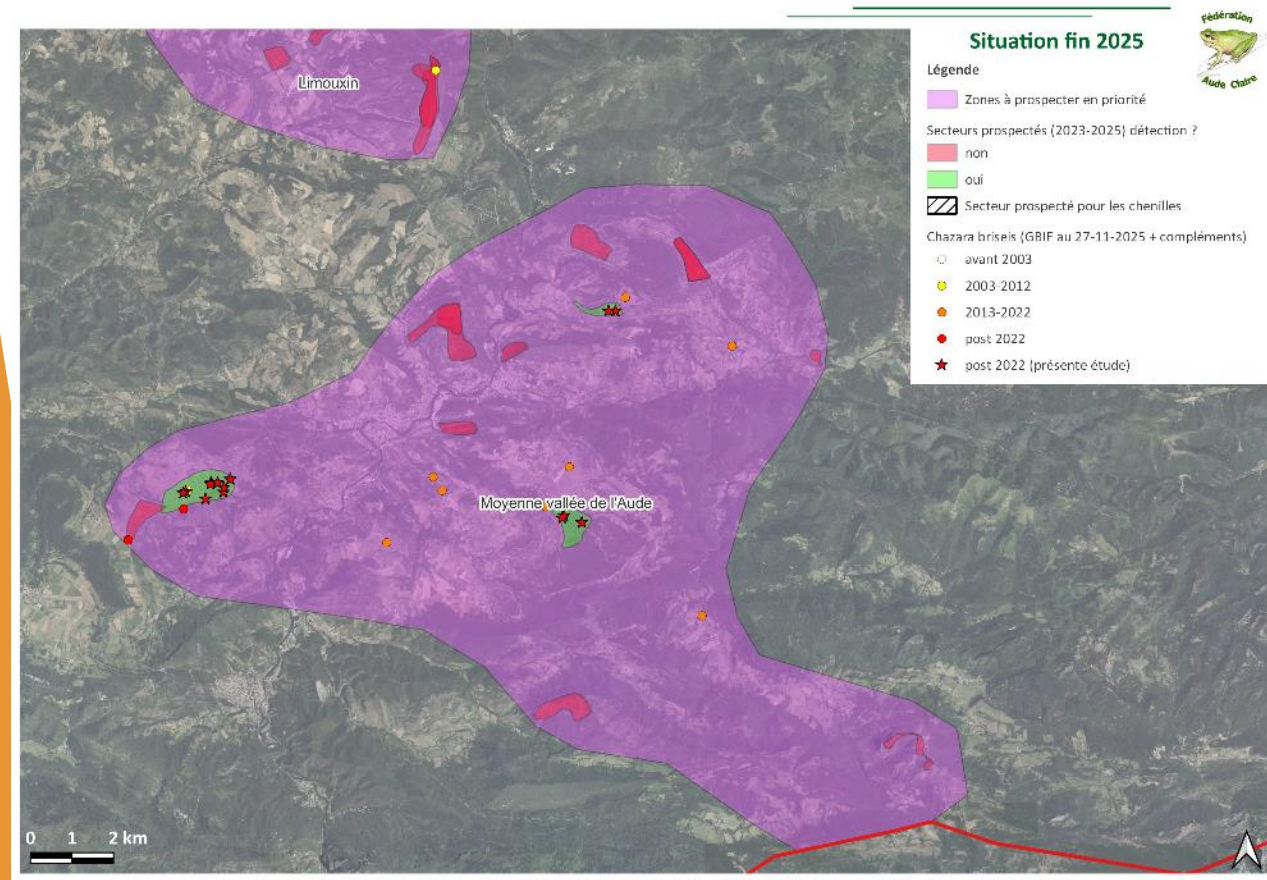 Fédération
Aude Claire
Situation fin 2025
Légende
Zones à prospecter en priorité
Secteurs prospectés (2023-2025) détection ?
non
oui
Secteur prospecté pour les chenilles
Chazara briseis (GBIF au 27-11-2025 + compléments)
avant 2003
2003-2012
2013-2022
post 2022
post 2022 (présente étude)
Limouxin
Moyenne vallée de l'Aude
0 1 2 km